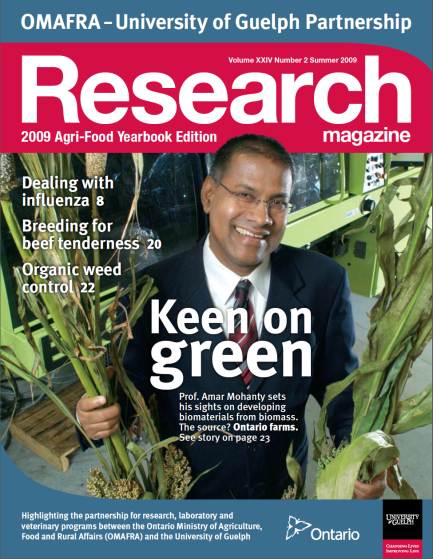 OMAFRA – University of Guelph Partnership
Volume XXIV Number 2 Summer 2009
Research
magazine
2009 Agri-Food Yearbook Edition
Dealing with
influenza 8
Breeding for
beef tenderness 20
Organic weed
control 22
Keen on
green
Prof. Amar Mohanty sets
his sights on developing
biomaterials from biomass.
The source? Ontario farms.
See story on page 23
Highlighting the partnership for research, laboratory and
veterinary programs between the Ontario Ministry of Agriculture,
Food and Rural Affairs (OMAFRA) and the University of Guelph
Ontario
UNIVERSITY
of GUELPH
CHANGING LIVES
IMPROVING LIFE